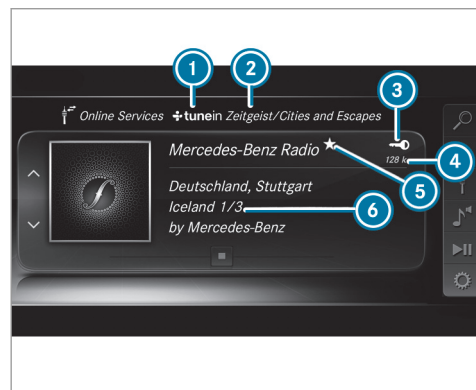 1 2
3
Online Services tunein Zeitgeist/Cities and Escapes
Mercedes-Benz Radio
128 k
4
5
Deutschland, Stuttgart
Iceland 1/3
6
by Mercedes-Benz